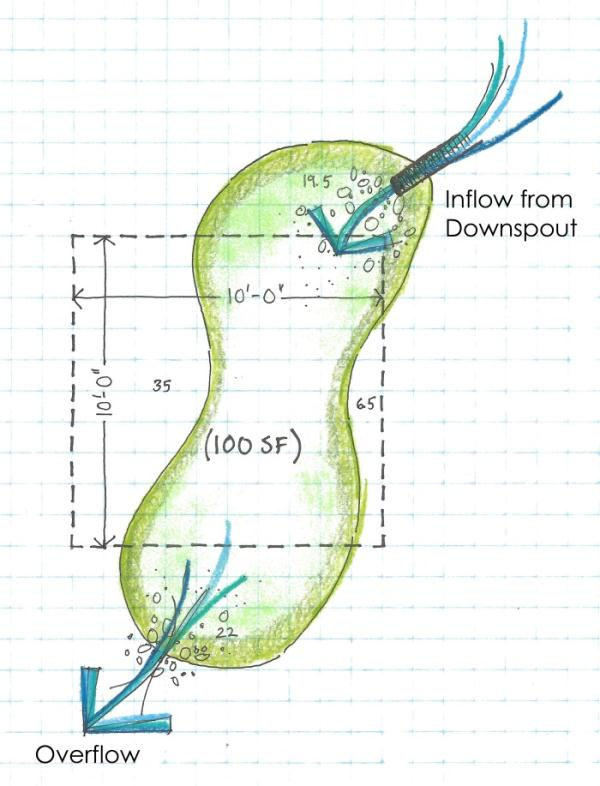 19.5
Inflow from
Downspout
10'-0"
10'-0"
35
65
(100 SF)
22
Overflow